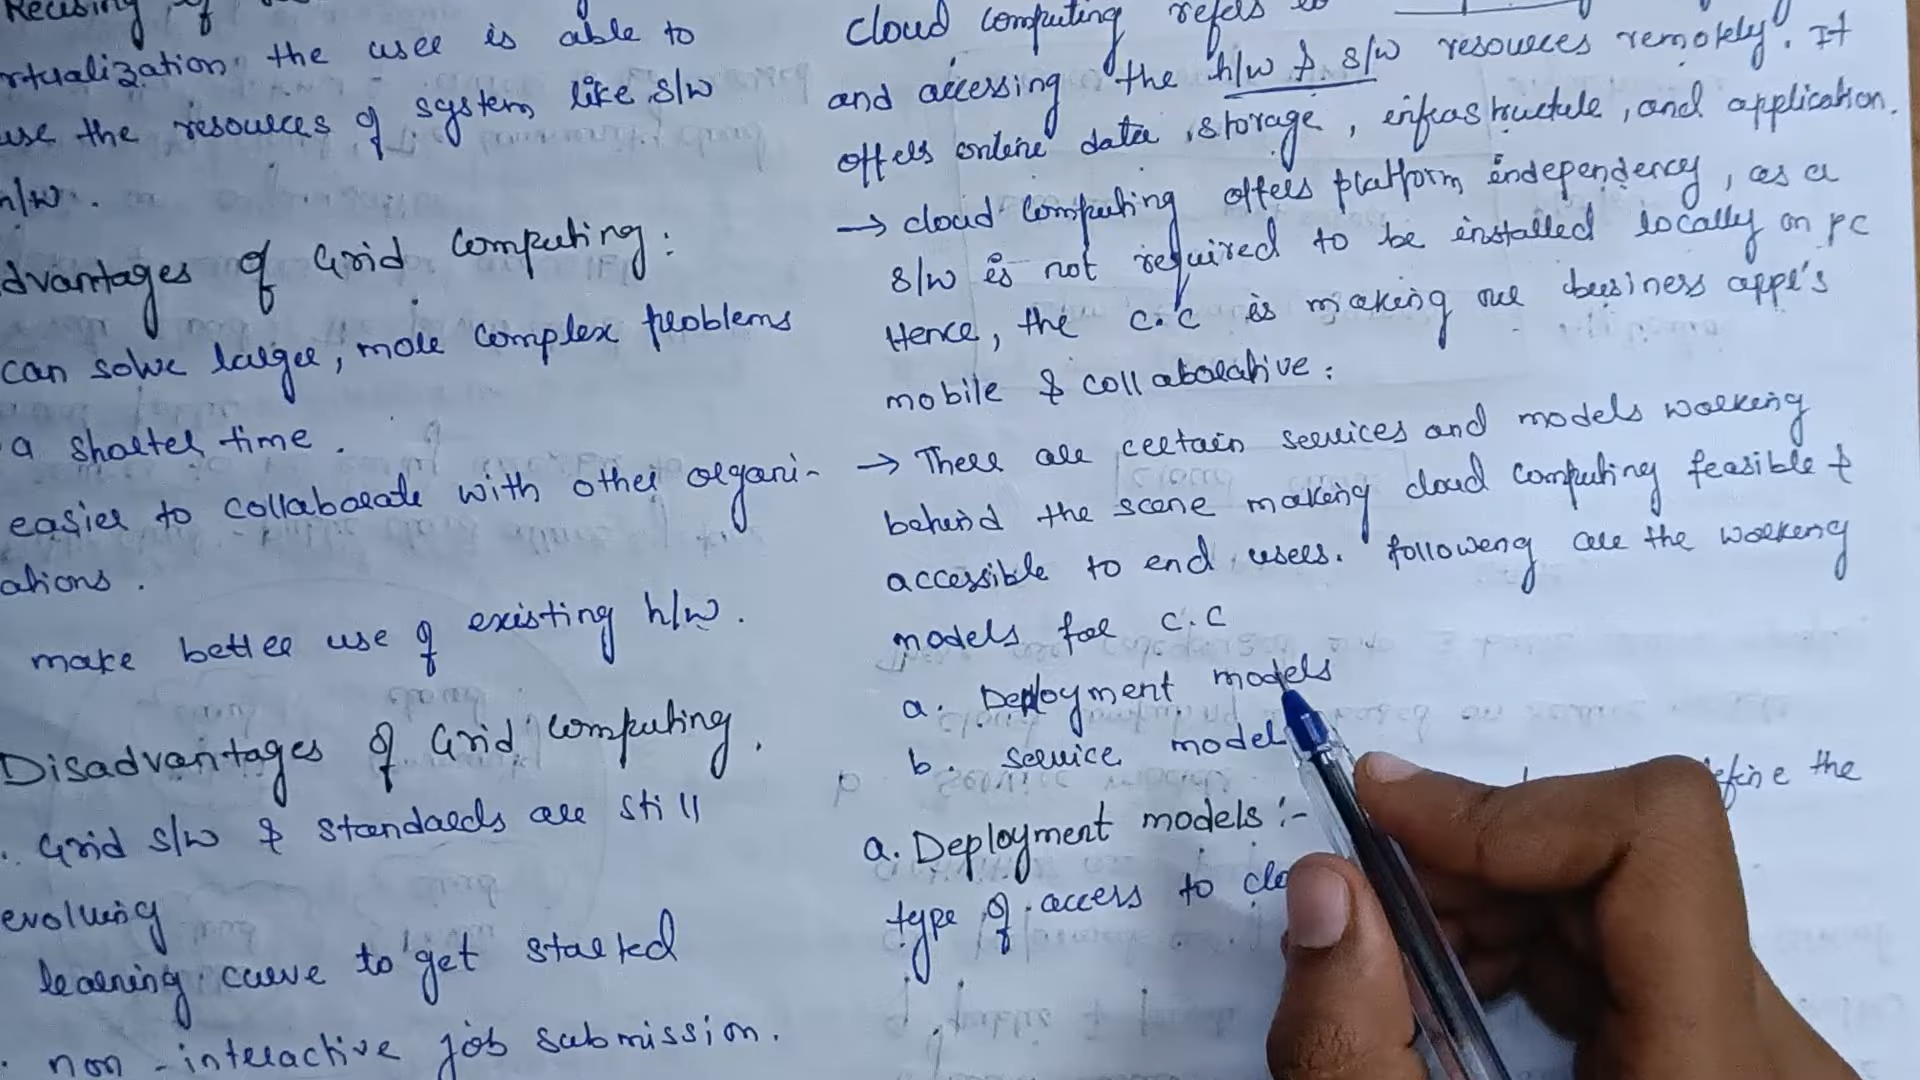 the user is able to
use the resources of system, like s/w
h/w.
Advantages of Grid Computing:
can solve larger, more complex problems
a shorter time.
easier to collaborate with other organi-
ations.
make better use of existing h/w.
Disadvantages of Grid Computing.
. Grid s/w & standards are still
evolving
learning curve to get started
. non-interactive job submission.
cloud computing refers to
and accessing the h/w & s/w resources remotely. It
offers online data storage, infrastructure, and application.
→ cloud computing offers platform independency, as a
s/w is not required to be installed locally on pc
Hence, the C.C is making our business appl's
mobile & collaborative.
→ There are certain services and models working
behind the scene making cloud computing feasible &
accessible to end users. following are the working
models for C.C
a. Deployment models
b. service model
a. Deployment models :- define the
type of access to clo